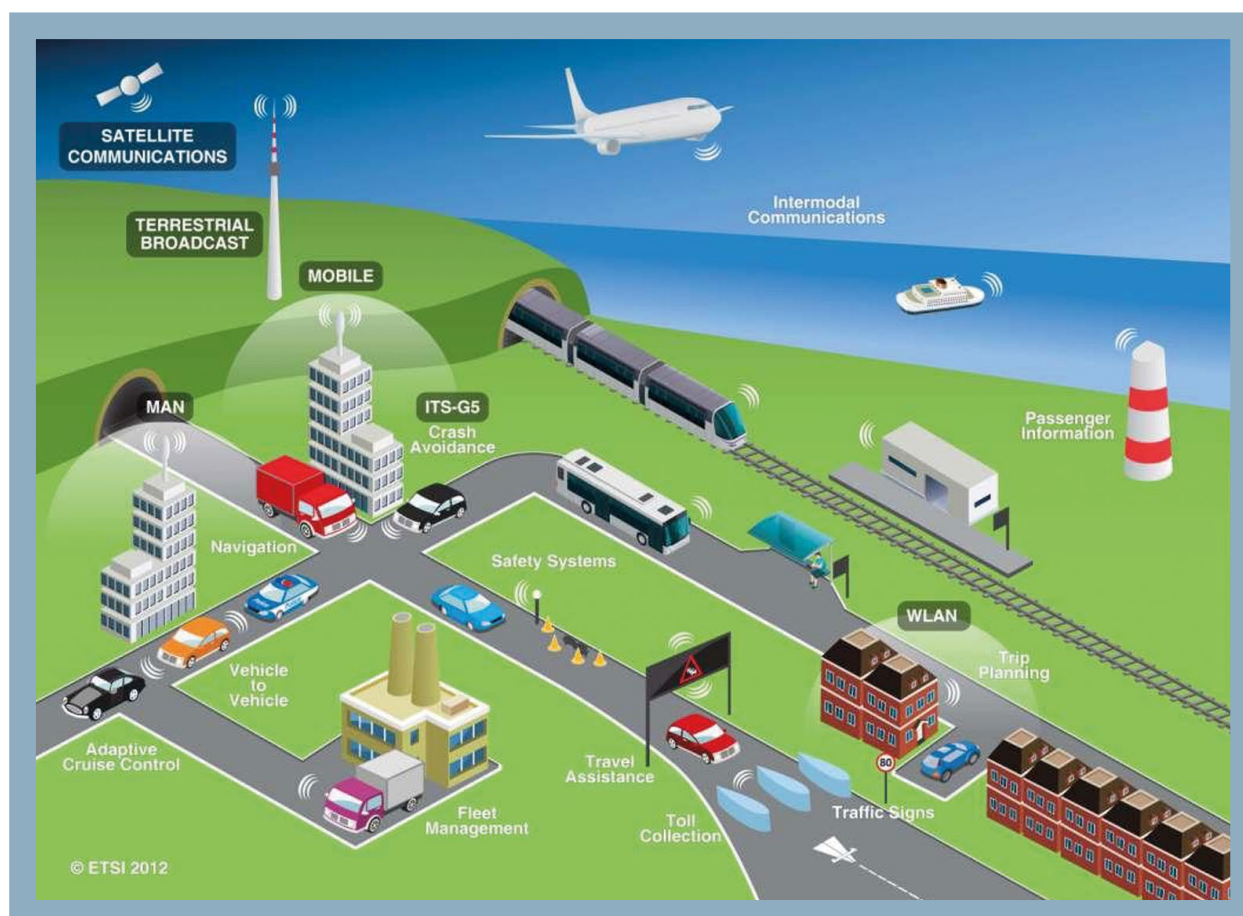 SATELLITE
COMMUNICATIONS
TERRESTRIAL
BROADCAST
Intermodal
Communications
MOBILE
MAN
ITS-G5
Crash
Avoidance
Passenger
Information
Navigation
Safety Systems
WLAN
Trip
Planning
Vehicle
to
Vehicle
Adaptive
Cruise Control
Travel
Assistance
80
Fleet
Management
Toll
Collection
Traffic Signs
© ETSI 2012